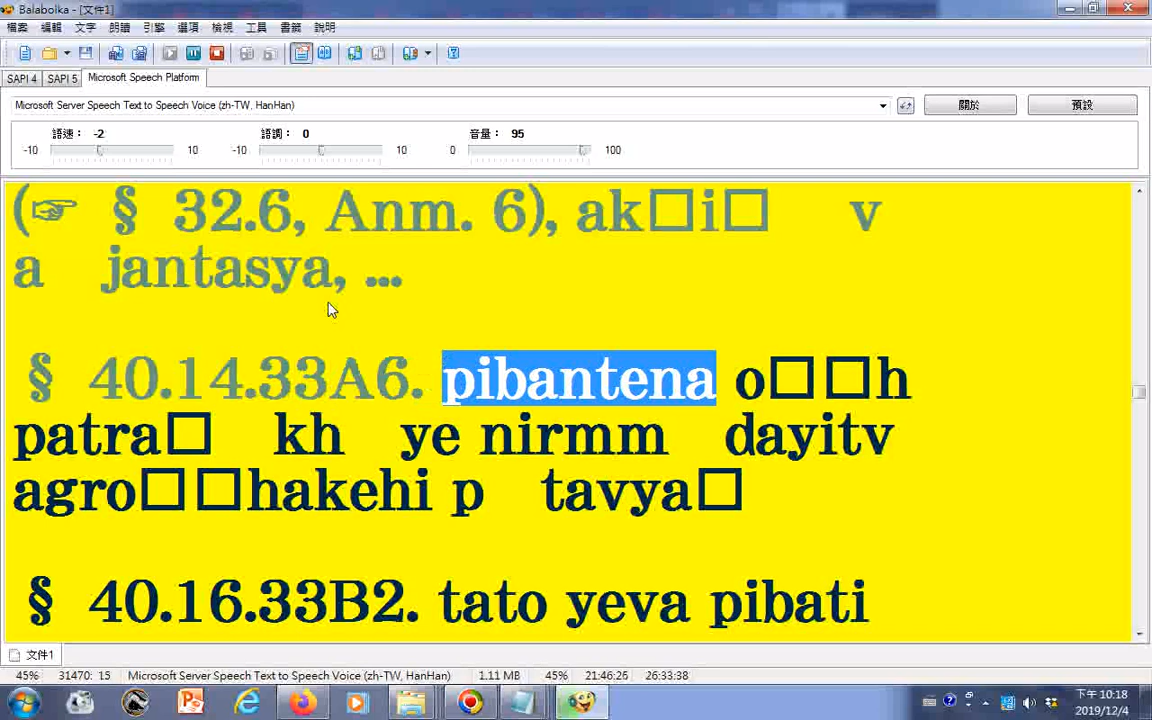 Balabolka - [文件1]
檔案 編輯 文字 朗讀 引擎 選項 檢視 工具 書籤 說明
SAPI 4 SAPI 5 Microsoft Speech Platform
Microsoft Server Speech Text to Speech Voice (zh-TW, HanHan) 關於 預設
語速： -2 語調： 0 音量： 95
-10 10 -10 10 0 100
(☞ § 32.6, Anm. 6), ak□i□ v
a jantasya, ...
§ 40.14.33A6. pibantena o□□h
patra□ kh ye nirmm dayitv
agro□□hakehi p tavya□
§ 40.16.33B2. tato yeva pibati
文件1
45% 31470: 15 Microsoft Server Speech Text to Speech Voice (zh-TW, HanHan) 1.11 MB 45% 21:46:26 26:33:38
下午 10:18
2019/12/4